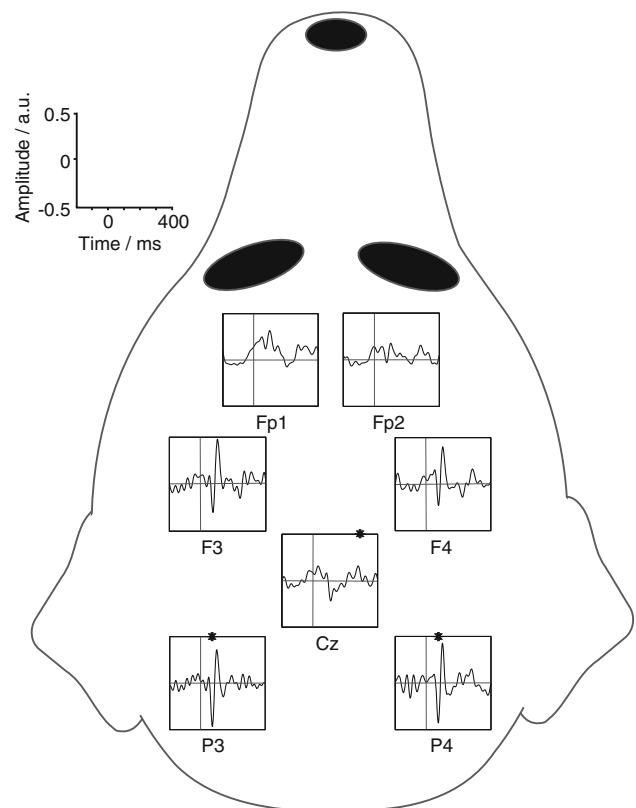 Amplitude / a.u.
0.5
0
-0.5
0 400
Time / ms
Fp1 Fp2
F3 F4
Cz
P3 P4